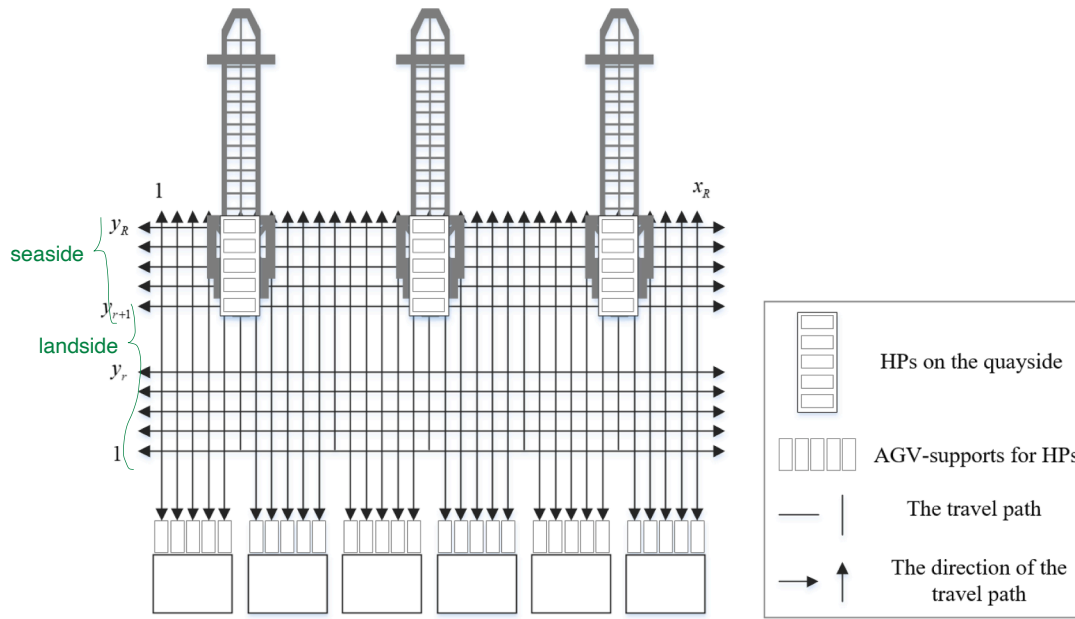 1
x_R
y_R
seaside
y_{r+1}
landside
y_r
1
HPs on the quayside
AGV-supports for HPs
The travel path
The direction of the
travel path